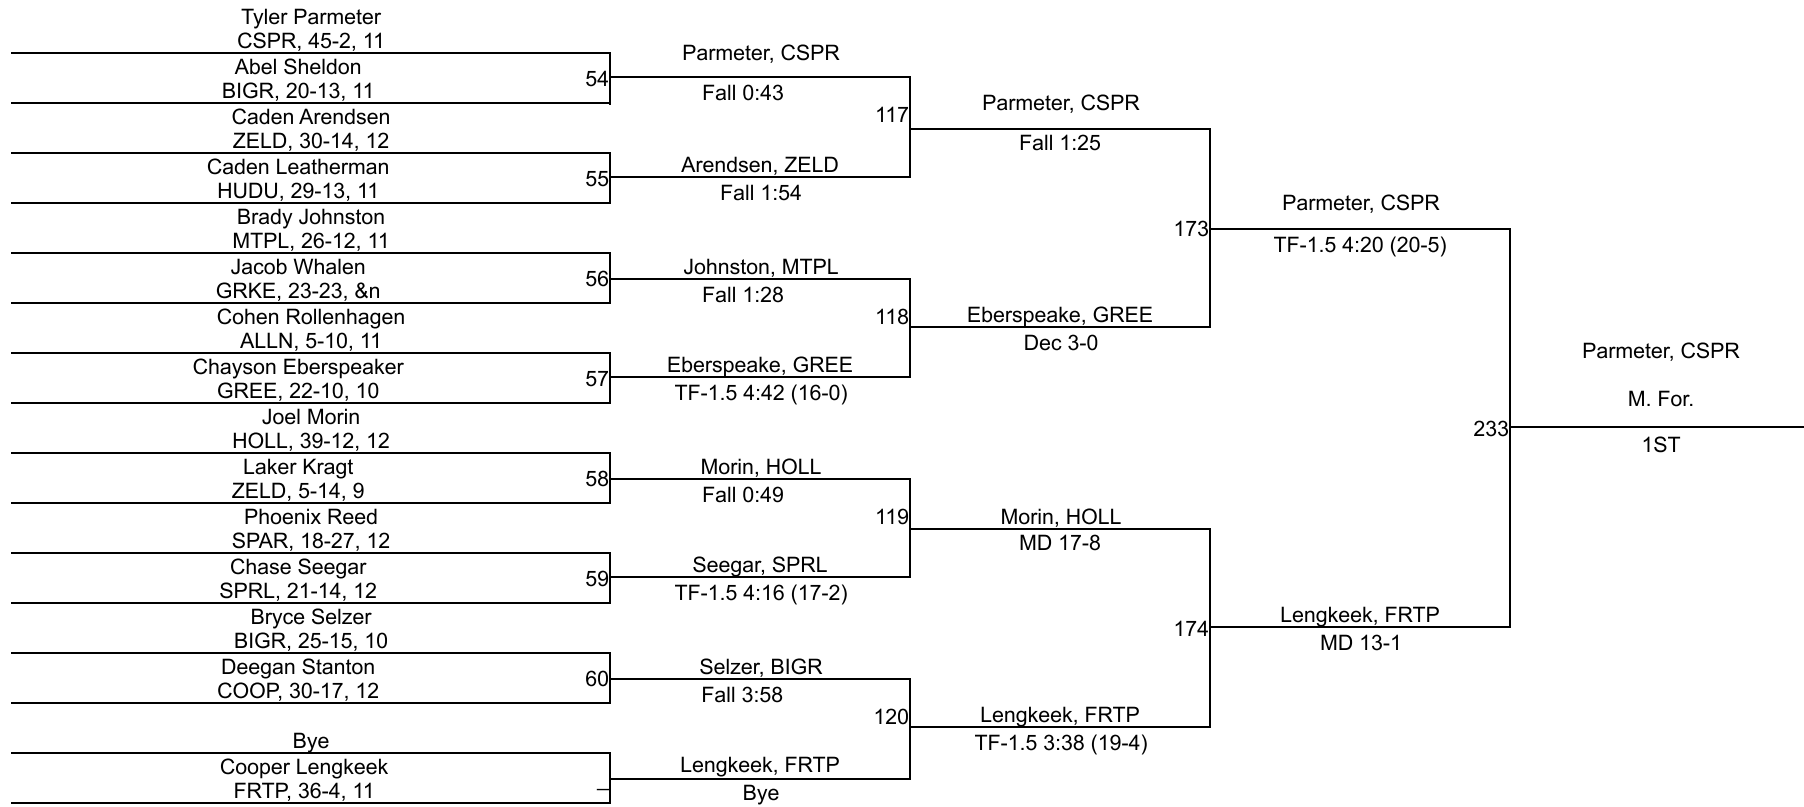 Tyler Parmeter
CSPR, 45-2, 11
Abel Sheldon
BIGR, 20-13, 11
Caden Arendsen
ZELD, 30-14, 12
Caden Leatherman
HUDU, 29-13, 11
Brady Johnston
MTPL, 26-12, 11
Jacob Whalen
GRKE, 23-23, &n
Cohen Rollenhagen
ALLN, 5-10, 11
Chayson Eberspeaker
GREE, 22-10, 10
Joel Morin
HOLL, 39-12, 12
Laker Kragt
ZELD, 5-14, 9
Phoenix Reed
SPAR, 18-27, 12
Chase Seegar
SPRL, 21-14, 12
Bryce Selzer
BIGR, 25-15, 10
Deegan Stanton
COOP, 30-17, 12
Bye
Cooper Lengkeek
FRTP, 36-4, 11
54
55
56
57
58
59
60
–
Parmeter, CSPR
Fall 0:43
Arendsen, ZELD
Fall 1:54
Johnston, MTPL
Fall 1:28
Eberspeake, GREE
TF-1.5 4:42 (16-0)
Morin, HOLL
Fall 0:49
Seegar, SPRL
TF-1.5 4:16 (17-2)
Selzer, BIGR
Fall 3:58
Lengkeek, FRTP
Bye
117
118
119
120
Parmeter, CSPR
Fall 1:25
Eberspeake, GREE
Dec 3-0
Morin, HOLL
MD 17-8
Lengkeek, FRTP
TF-1.5 3:38 (19-4)
173
174
Parmeter, CSPR
TF-1.5 4:20 (20-5)
Lengkeek, FRTP
MD 13-1
233
Parmeter, CSPR
M. For.
1ST